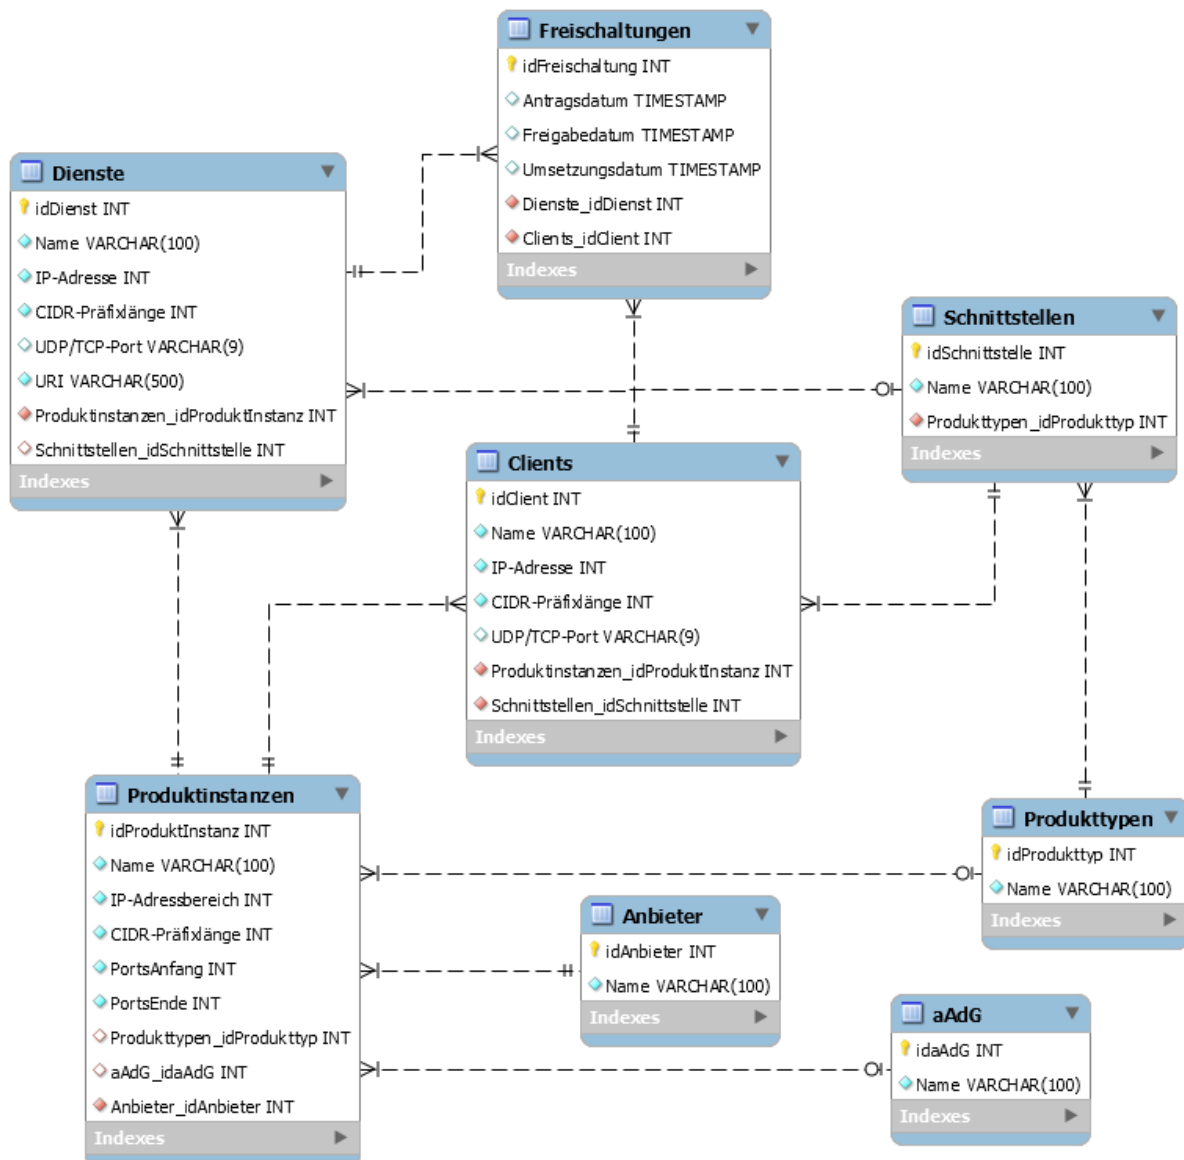 Freischaltungen
idFreischaltung INT
Antragsdatum TIMESTAMP
Freigabedatum TIMESTAMP
Umsetzungsdatum TIMESTAMP
Dienste_idDienst INT
Clients_idClient INT
Indexes
Dienste
idDienst INT
Name VARCHAR(100)
IP-Adresse INT
CIDR-Präfixlänge INT
UDP/TCP-Port VARCHAR(9)
URI VARCHAR(500)
Produktinstanzen_idProduktInstanz INT
Schnittstellen_idSchnittstelle INT
Indexes
Schnittstellen
idSchnittstelle INT
Name VARCHAR(100)
Produkttypen_idProdukttyp INT
Indexes
Clients
idClient INT
Name VARCHAR(100)
IP-Adresse INT
CIDR-Präfixlänge INT
UDP/TCP-Port VARCHAR(9)
Produktinstanzen_idProduktInstanz INT
Schnittstellen_idSchnittstelle INT
Indexes
Produktinstanzen
idProduktInstanz INT
Name VARCHAR(100)
IP-Adressbereich INT
CIDR-Präfixlänge INT
PortsAnfang INT
PortsEnde INT
Produkttypen_idProdukttyp INT
aAdG_idaAdG INT
Anbieter_idAnbieter INT
Indexes
Produkttypen
idProdukttyp INT
Name VARCHAR(100)
Indexes
Anbieter
idAnbieter INT
Name VARCHAR(100)
Indexes
aAdG
idaAdG INT
Name VARCHAR(100)
Indexes